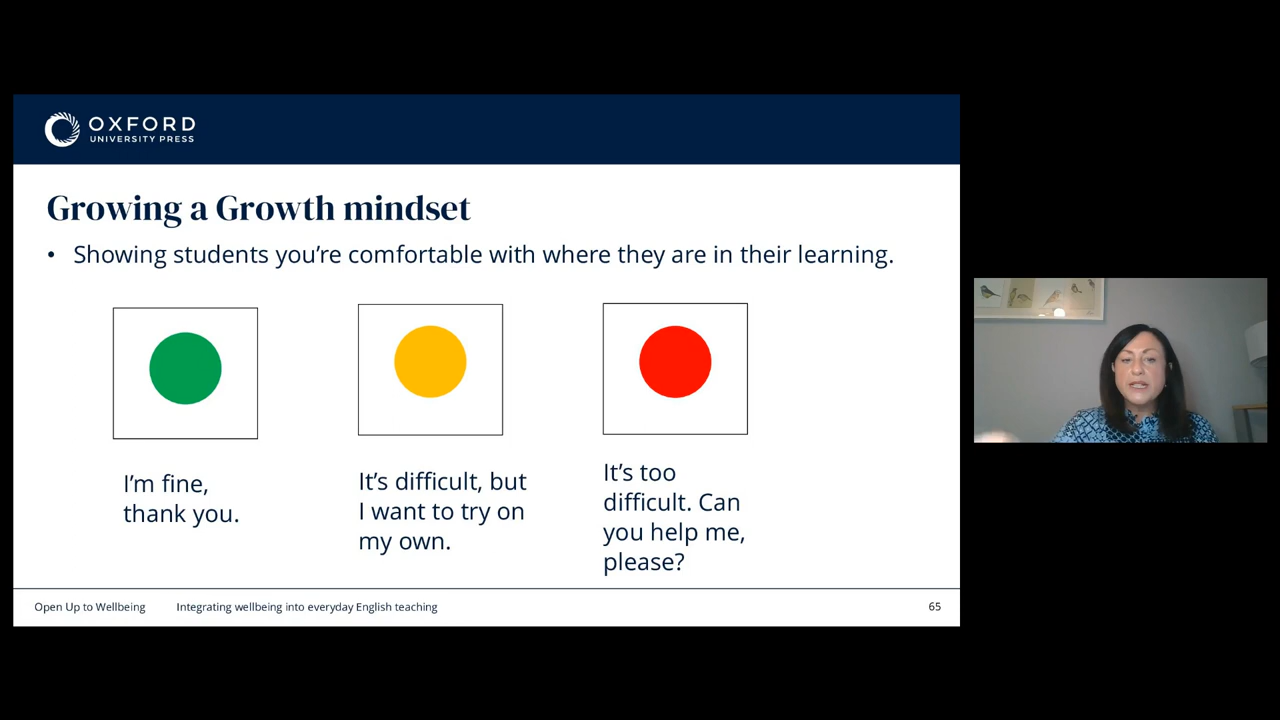 OXFORD
UNIVERSITY PRESS
Growing a Growth mindset
• Showing students you’re comfortable with where they are in their learning.
I’m fine,
thank you.
It’s difficult, but
I want to try on
my own.
It’s too
difficult. Can
you help me,
please?
Open Up to Wellbeing Integrating wellbeing into everyday English teaching 65